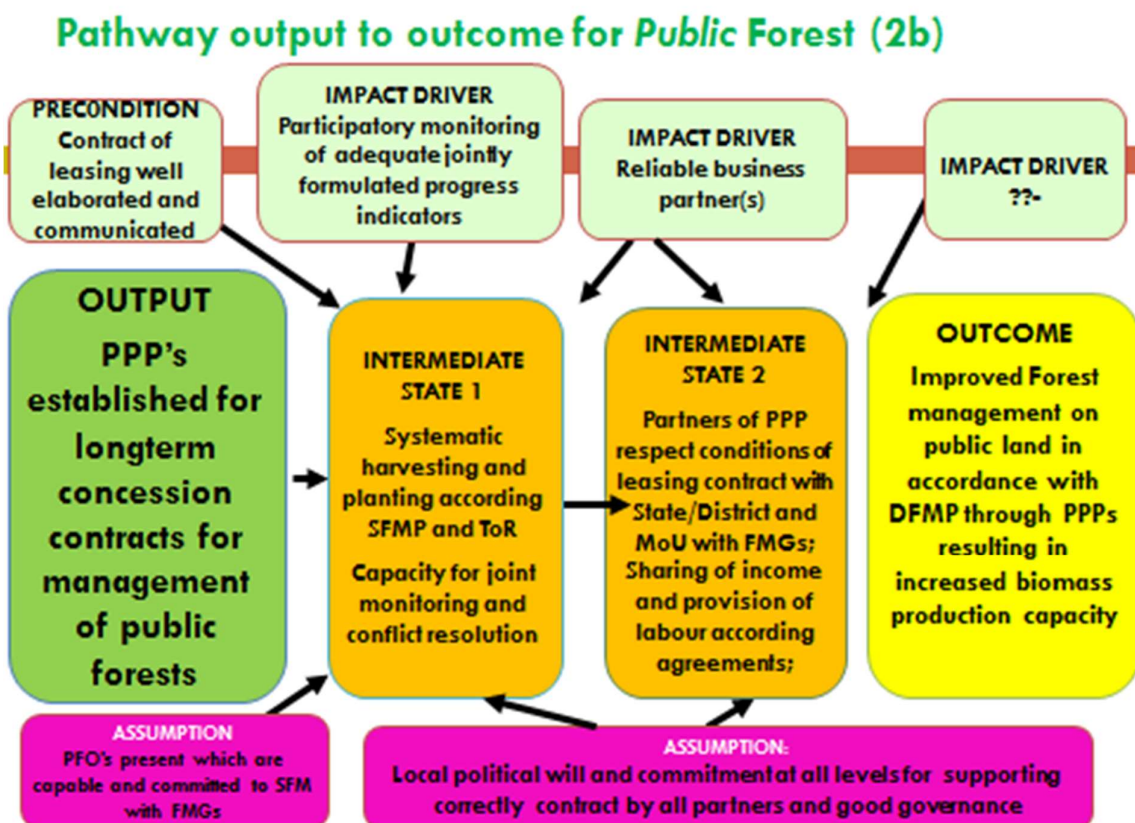 Pathway output to outcome for Public Forest (2b)
PRECONDITION
Contract of
leasing well
elaborated and
communicated
IMPACT DRIVER
Participatory monitoring
of adequate jointly
formulated progress
indicators
IMPACT DRIVER
Reliable business
partner(s)
IMPACT DRIVER
??-
OUTPUT
PPP's
established for
longterm
concession
contracts for
management
of public
forests
INTERMEDIATE
STATE 1
Systematic
harvesting and
planting according
SFMP and ToR
Capacity for joint
monitoring and
conflict resolution
INTERMEDIATE
STATE 2
Partners of PPP
respect conditions of
leasing contract with
State/District and
MoU with FMGs;
Sharing of income
and provision of
labour according
agreements;
OUTCOME
Improved Forest
management on
public land in
accordance with
DFMP through PPPs
resulting in
increased biomass
production capacity
ASSUMPTION
PFO's present which are
capable and committed to SFM
with FMGs
ASSUMPTION:
Local political will and commitment at all levels for supporting
correctly contract by all partners and good governance